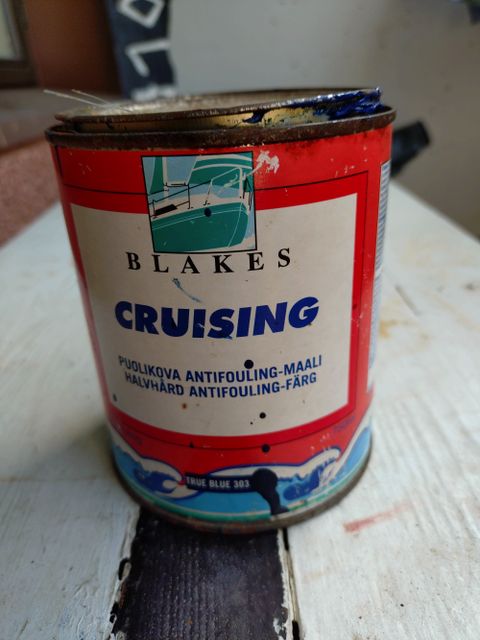 BLAKES
CRUISING
PUOLIKOVA ANTIFOULING-MAALI
HALVHÅRD ANTIFOULING-FÄRG
TRUE BLUE 303